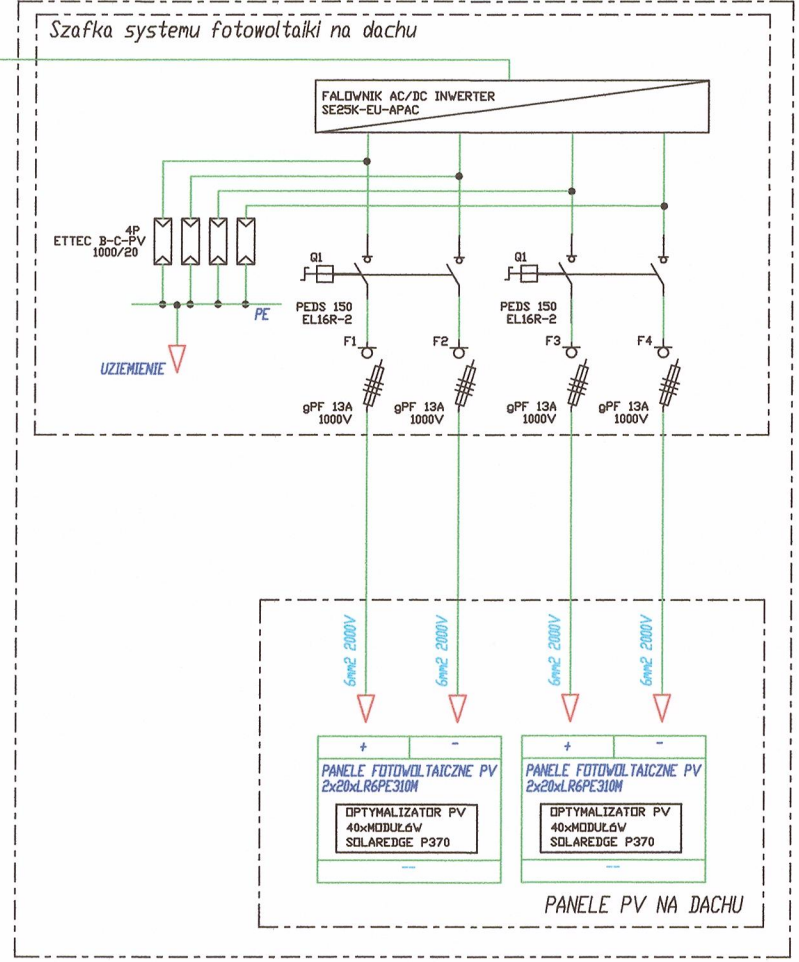 Szafka systemu fotowoltaiki na dachu
FALOWNIK AC/DC INWERTER
SE25K-EU-APAC
4P
ETTEC B-C-PV
1000/20
PE
UZIEMIENIE
Q1
PEDS 150
EL16R-2
Q1
PEDS 150
EL16R-2
F1
F2
F3
F4
gPF 13A
1000V
gPF 13A
1000V
gPF 13A
1000V
gPF 13A
1000V
6mm2 2000V
6mm2 2000V
6mm2 2000V
6mm2 2000V
+ -
PANELE FOTOWOLTAICZNE PV
2x20xLR6PE310M
OPTYMALIZATOR PV
40xMODUŁÓW
SOLAREDGE P370
+ -
PANELE FOTOWOLTAICZNE PV
2x20xLR6PE310M
OPTYMALIZATOR PV
40xMODUŁÓW
SOLAREDGE P370
PANELE PV NA DACHU